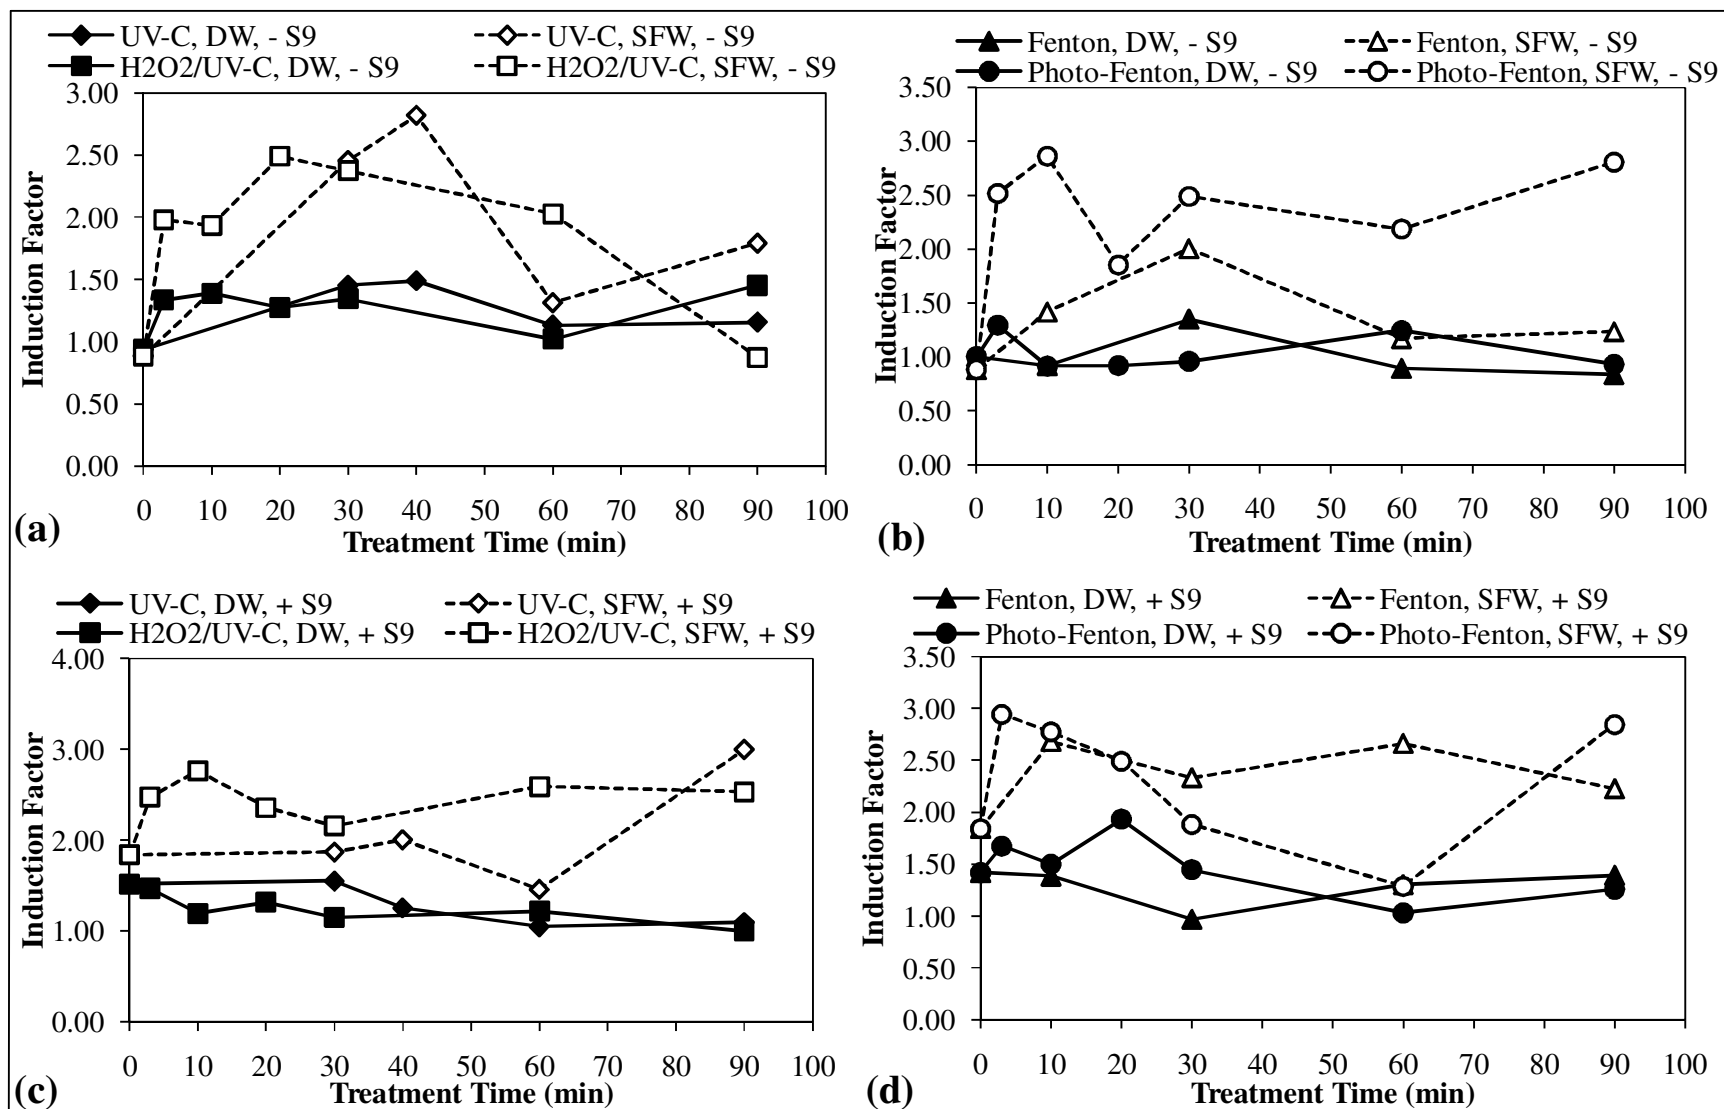 UV-C, DW, - S9 UV-C, SFW, - S9
H2O2/UV-C, DW, - S9 H2O2/UV-C, SFW, - S9
3.00
2.50
2.00
1.50
1.00
0.50
0.00
Induction Factor
0 10 20 30 40 50 60 70 80 90 100
Treatment Time (min)
(a)
Fenton, DW, - S9 Fenton, SFW, - S9
Photo-Fenton, DW, - S9 Photo-Fenton, SFW, - S9
3.50
3.00
2.50
2.00
1.50
1.00
0.50
0.00
Induction Factor
0 10 20 30 40 50 60 70 80 90 100
Treatment Time (min)
(b)
UV-C, DW, + S9 UV-C, SFW, + S9
H2O2/UV-C, DW, + S9 H2O2/UV-C, SFW, + S9
4.00
3.00
2.00
1.00
0.00
Induction Factor
0 10 20 30 40 50 60 70 80 90 100
Treatment Time (min)
(c)
Fenton, DW, + S9 Fenton, SFW, + S9
Photo-Fenton, DW, + S9 Photo-Fenton, SFW, + S9
3.50
3.00
2.50
2.00
1.50
1.00
0.50
0.00
Induction Factor
0 10 20 30 40 50 60 70 80 90 100
Treatment Time (min)
(d)